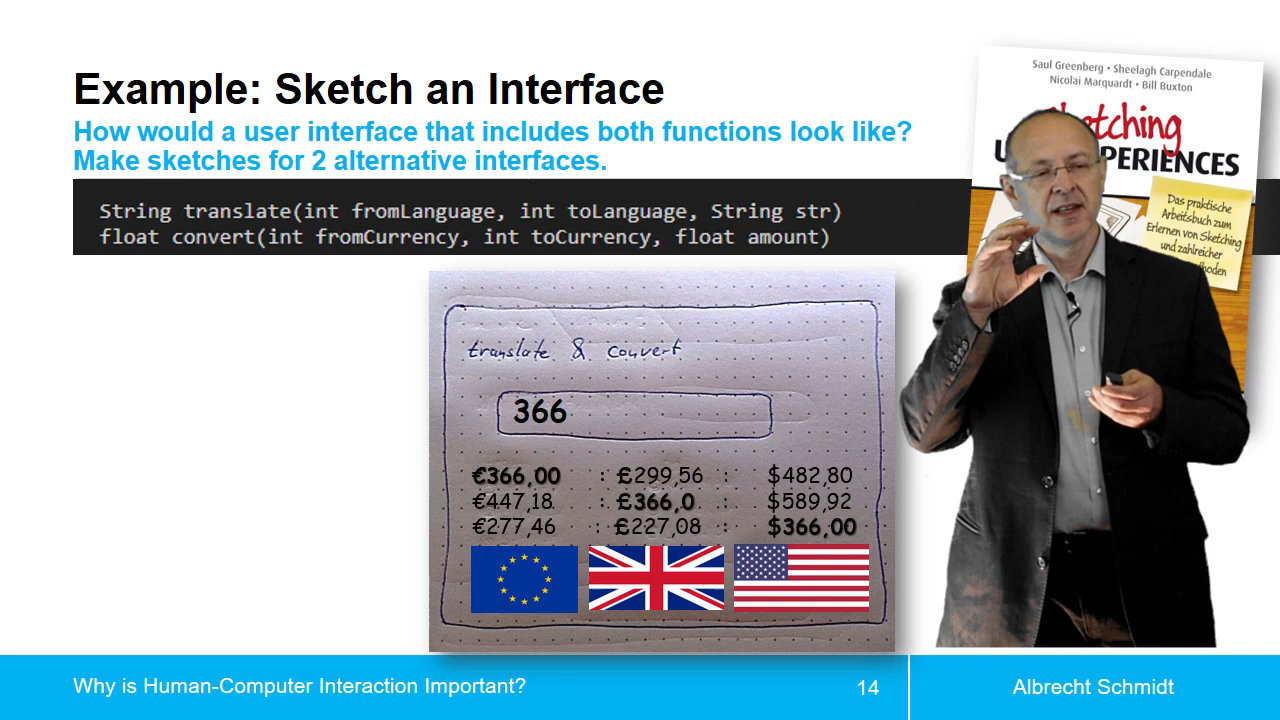 Example: Sketch an Interface
How would a user interface that includes both functions look like?
Make sketches for 2 alternative interfaces.
String translate(int fromLanguage, int toLanguage, String str)
float convert(int fromCurrency, int toCurrency, float amount)
Saul Greenberg • Sheelagh Carpendale
Nicolai Marquardt • Bill Buxton
Das praktische
Arbeitsbuch zum
Erlernen von Sketching
und zahlreicher
translate & convert
366
€366,00 : £299,56 : $482,80
€447,18 : £366,0 : $589,92
€277,46 : £227,08 : $366,00
Why is Human-Computer Interaction Important?
14
Albrecht Schmidt